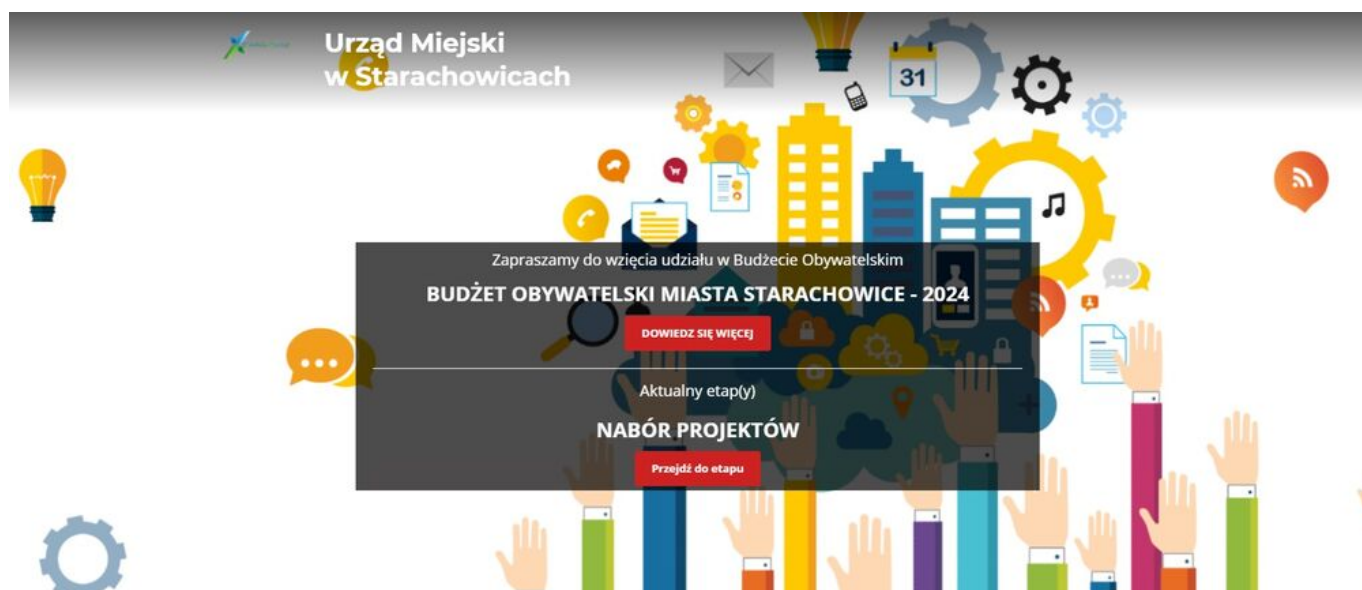 Urząd Miejski
w Starachowicach
31
Zapraszamy do wzięcia udziału w Budżecie Obywatelskim
BUDŻET OBYWATELSKI MIASTA STARACHOWICE - 2024
DOWIEDZ SIĘ WIĘCEJ
Aktualny etap(y)
NABÓR PROJEKTÓW
Przejdź do etapu